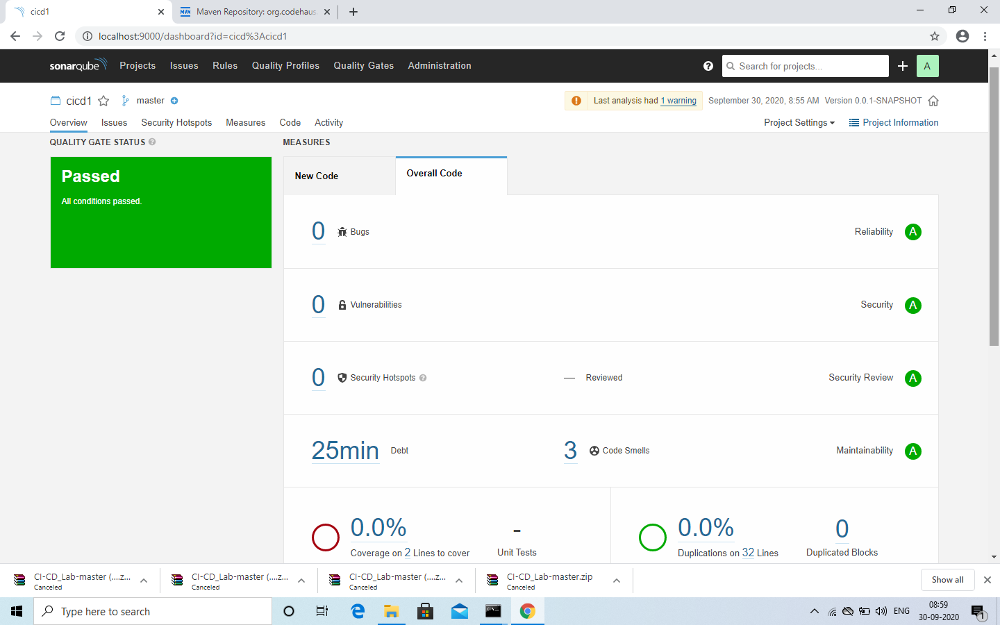 cicd1
MVN Maven Repository: org.codehaus
localhost:9000/dashboard?id=cicd%3Acicd1
sonarqube Projects Issues Rules Quality Profiles Quality Gates Administration ? Search for projects... A
cicd1 master Last analysis had 1 warning September 30, 2020, 8:55 AM Version 0.0.1-SNAPSHOT
Overview Issues Security Hotspots Measures Code Activity Project Settings Project Information
QUALITY GATE STATUS ? MEASURES
Passed
All conditions passed.
New Code Overall Code
0 Bugs Reliability A
0 Vulnerabilities Security A
0 Security Hotspots ? — Reviewed Security Review A
25min Debt 3 Code Smells Maintainability A
0.0% - 0.0% 0
Coverage on 2 Lines to cover Unit Tests Duplications on 32 Lines Duplicated Blocks
CI-CD_Lab-master (....z... CI-CD_Lab-master (....z... CI-CD_Lab-master (....z... CI-CD_Lab-master.zip Show all
Canceled Canceled Canceled Canceled
Type here to search ENG 08:59
30-09-2020 1